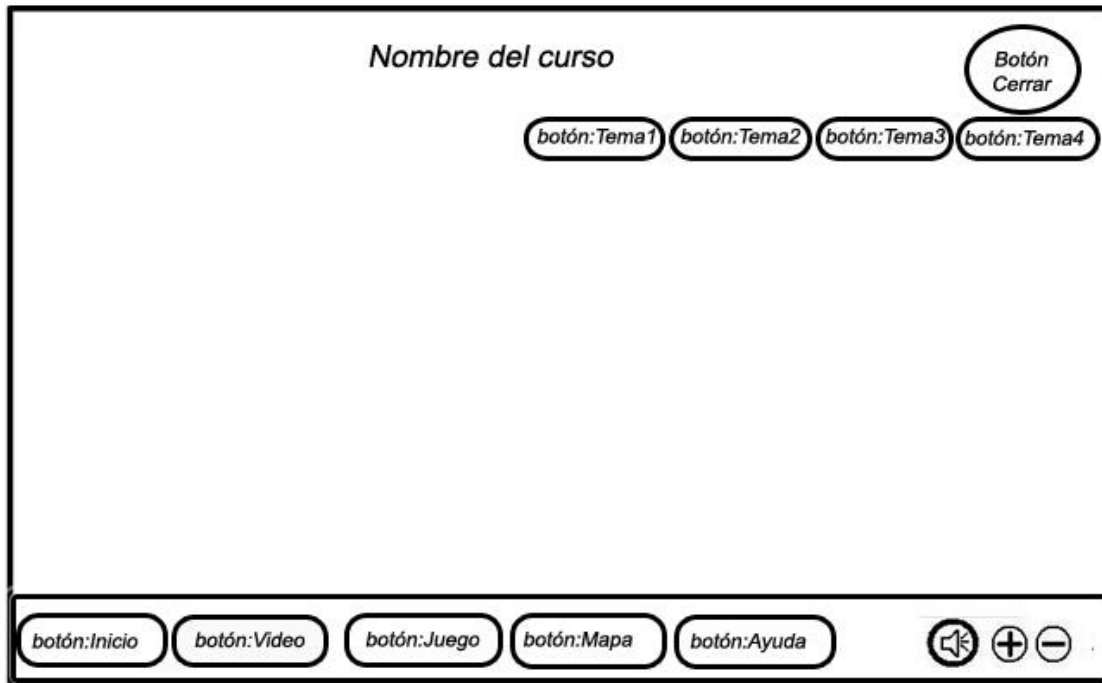 Nombre del curso
Botón
Cerrar
botón:Tema1
botón:Tema2
botón:Tema3
botón:Tema4
botón:Inicio
botón:Video
botón:Juego
botón:Mapa
botón:Ayuda